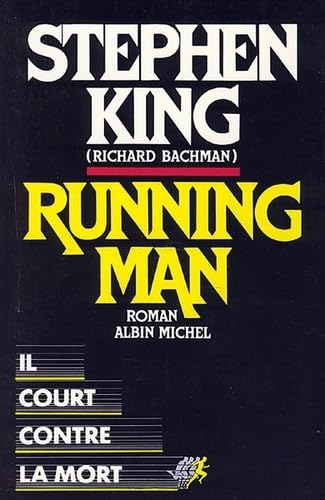 STEPHEN
KING
(RICHARD BACHMAN)
RUNNING
MAN
ROMAN
ALBIN MICHEL
IL
COURT
CONTRE
LA MORT